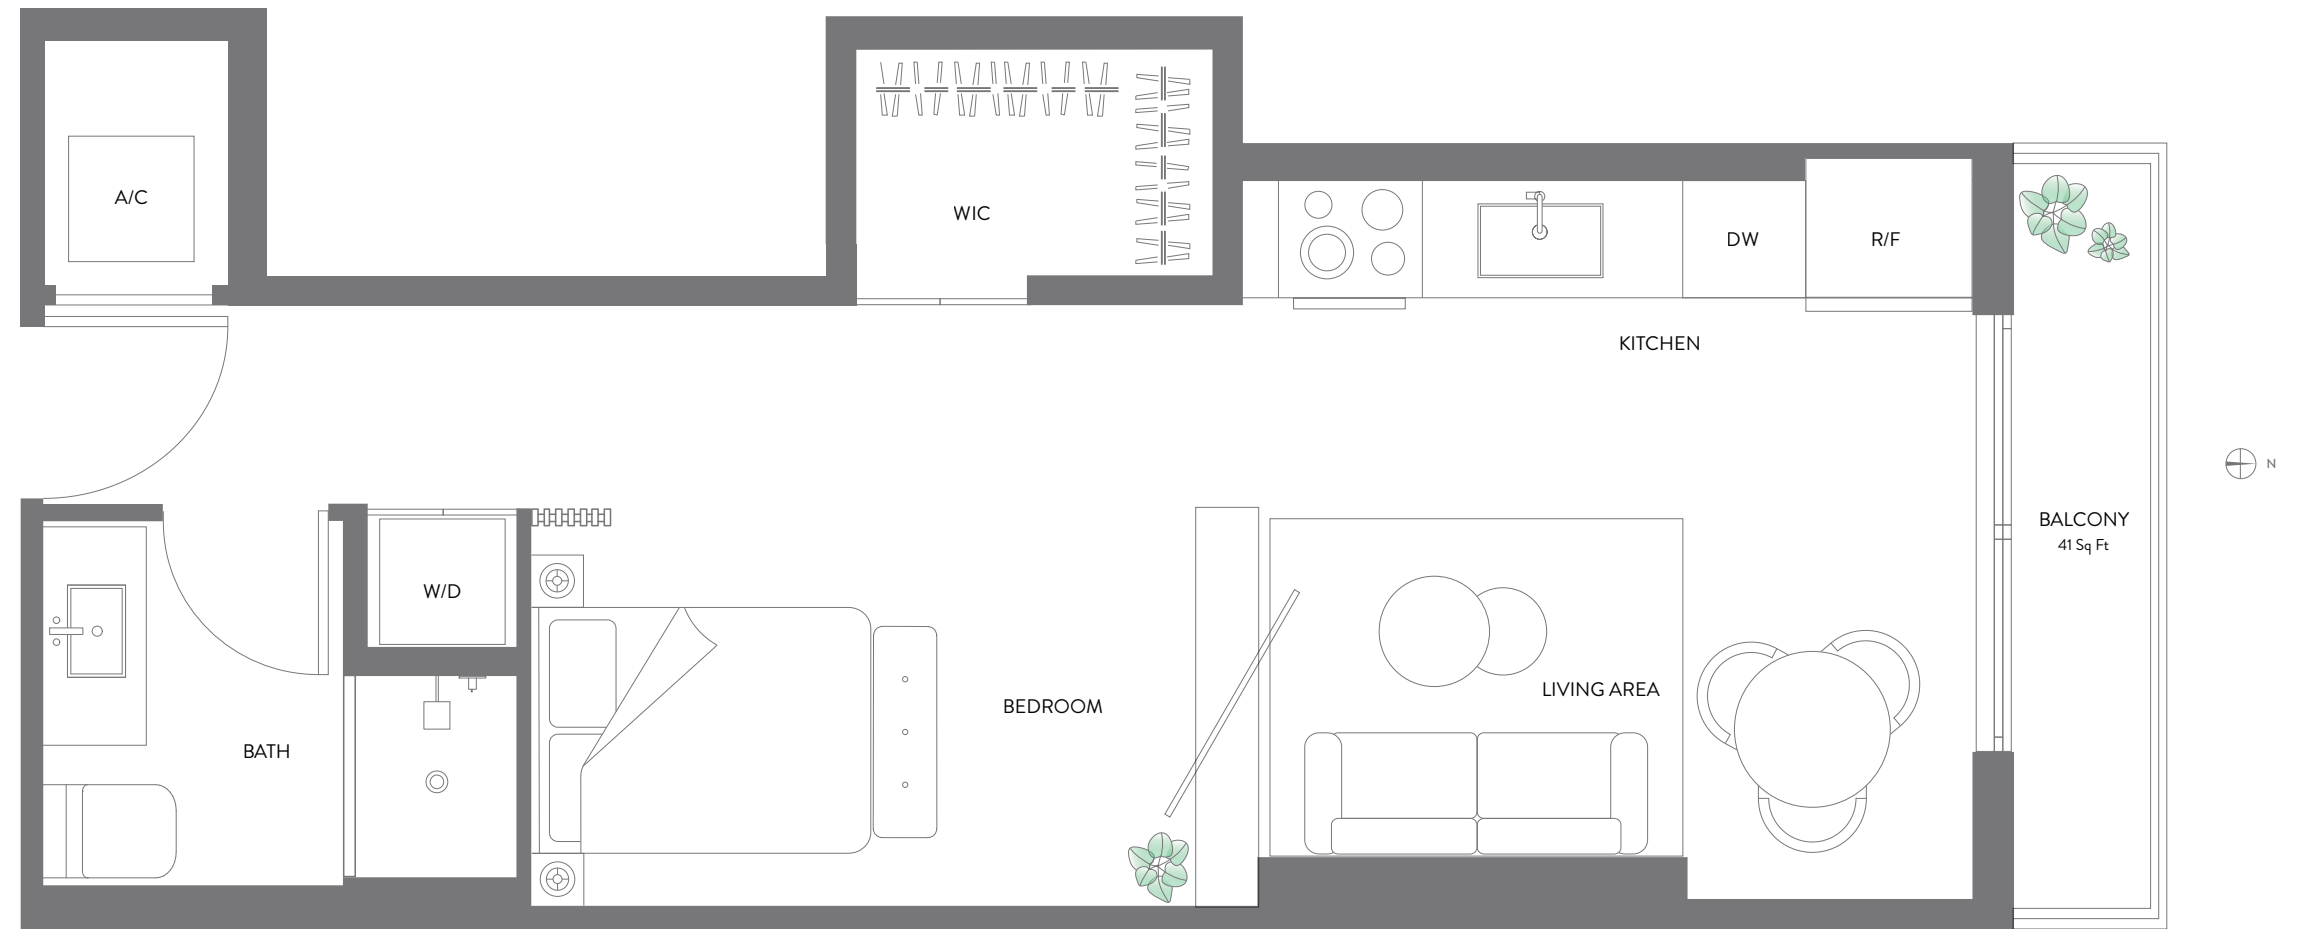 A/C
WIC
DW
R/F
KITCHEN
N
BALCONY
41 Sq Ft
W/D
LIVING AREA
BEDROOM
BATH